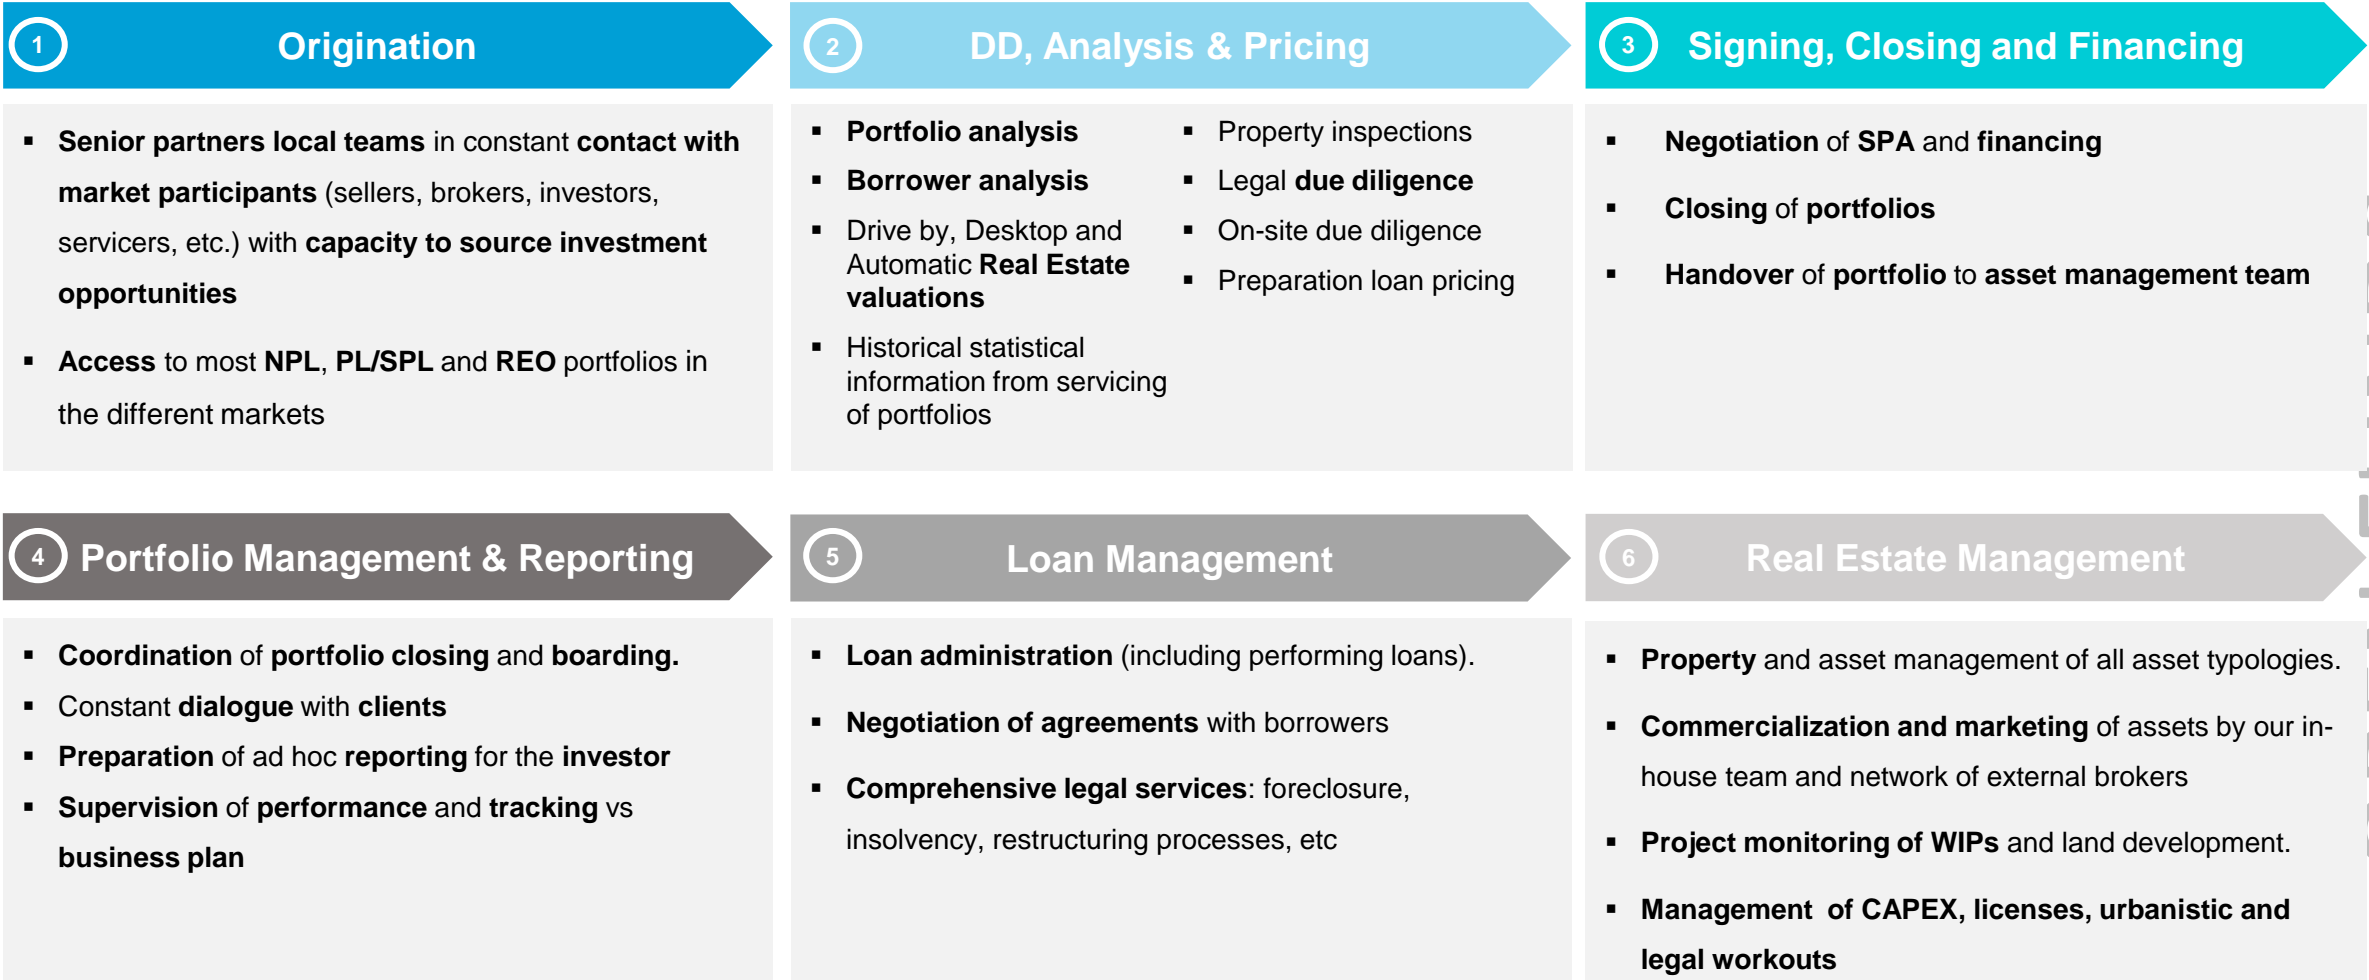 1
Origination
Senior partners local teams in constant contact with
market participants (sellers, brokers, investors,
servicers, etc.) with capacity to source investment
opportunities
Access to most NPL, PL/SPL and REO portfolios in
the different markets
2
DD, Analysis & Pricing
Portfolio analysis
Borrower analysis
Drive by, Desktop and
Automatic Real Estate
valuations
Historical statistical
information from servicing
of portfolios
Property inspections
Legal due diligence
On-site due diligence
Preparation loan pricing
3
Signing, Closing and Financing
Negotiation of SPA and financing
Closing of portfolios
Handover of portfolio to asset management team
4
Portfolio Management & Reporting
Coordination of portfolio closing and boarding.
Constant dialogue with clients
Preparation of ad hoc reporting for the investor
Supervision of performance and tracking vs
business plan
5
Loan Management
Loan administration (including performing loans).
Negotiation of agreements with borrowers
Comprehensive legal services: foreclosure,
insolvency, restructuring processes, etc
6
Real Estate Management
Property and asset management of all asset typologies.
Commercialization and marketing of assets by our in-
house team and network of external brokers
Project monitoring of WIPs and land development.
Management  of CAPEX, licenses, urbanistic and
legal workouts